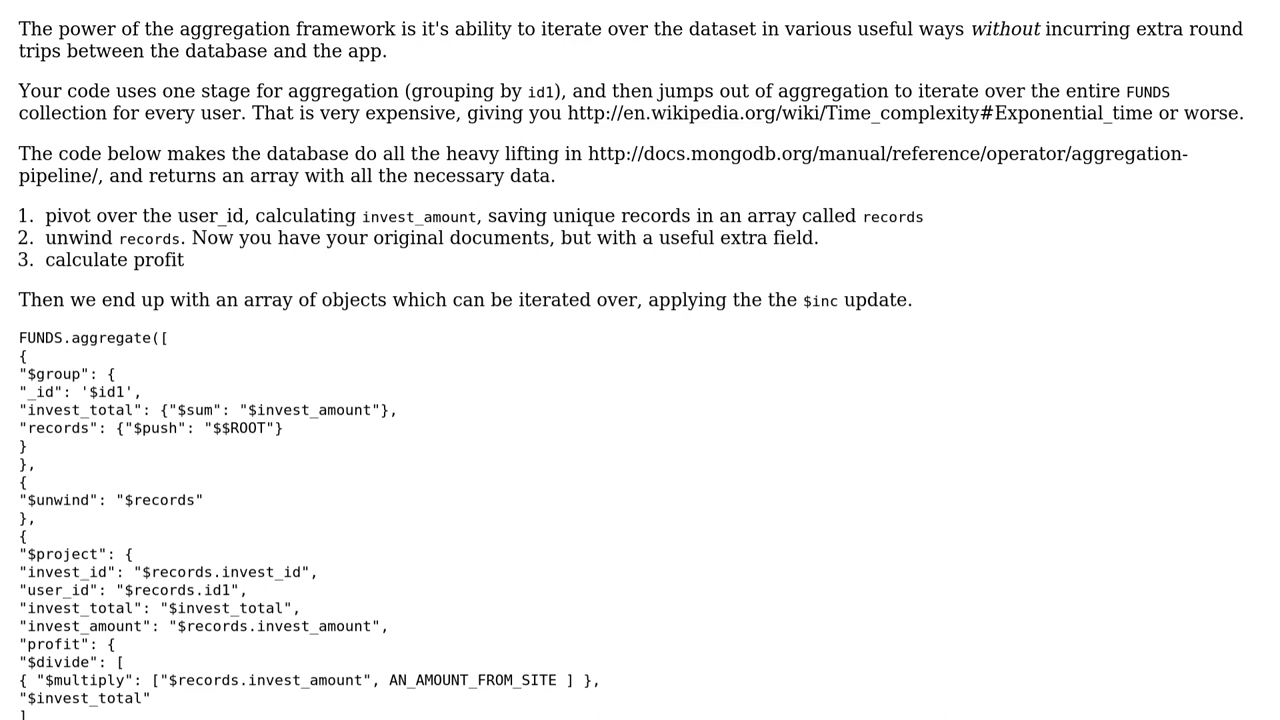 The power of the aggregation framework is it's ability to iterate over the dataset in various useful ways without incurring extra round
trips between the database and the app.
Your code uses one stage for aggregation (grouping by id1), and then jumps out of aggregation to iterate over the entire FUNDS
collection for every user. That is very expensive, giving you http://en.wikipedia.org/wiki/Time_complexity#Exponential_time or worse.
The code below makes the database do all the heavy lifting in http://docs.mongodb.org/manual/reference/operator/aggregation-
pipeline/, and returns an array with all the necessary data.
1. pivot over the user_id, calculating invest_amount, saving unique records in an array called records
2. unwind records. Now you have your original documents, but with a useful extra field.
3. calculate profit
Then we end up with an array of objects which can be iterated over, applying the the $inc update.
FUNDS.aggregate([
{
"$group": {
"_id": '$id1',
"invest_total": {"$sum": "$invest_amount"},
"records": {"$push": "$$ROOT"}
}
},
{
"$unwind": "$records"
},
{
"$project": {
"invest_id": "$records.invest_id",
"user_id": "$records.id1",
"invest_total": "$invest_total",
"invest_amount": "$records.invest_amount",
"profit": {
"$divide": [
{ "$multiply": ["$records.invest_amount", AN_AMOUNT_FROM_SITE ] },
"$invest_total"
]